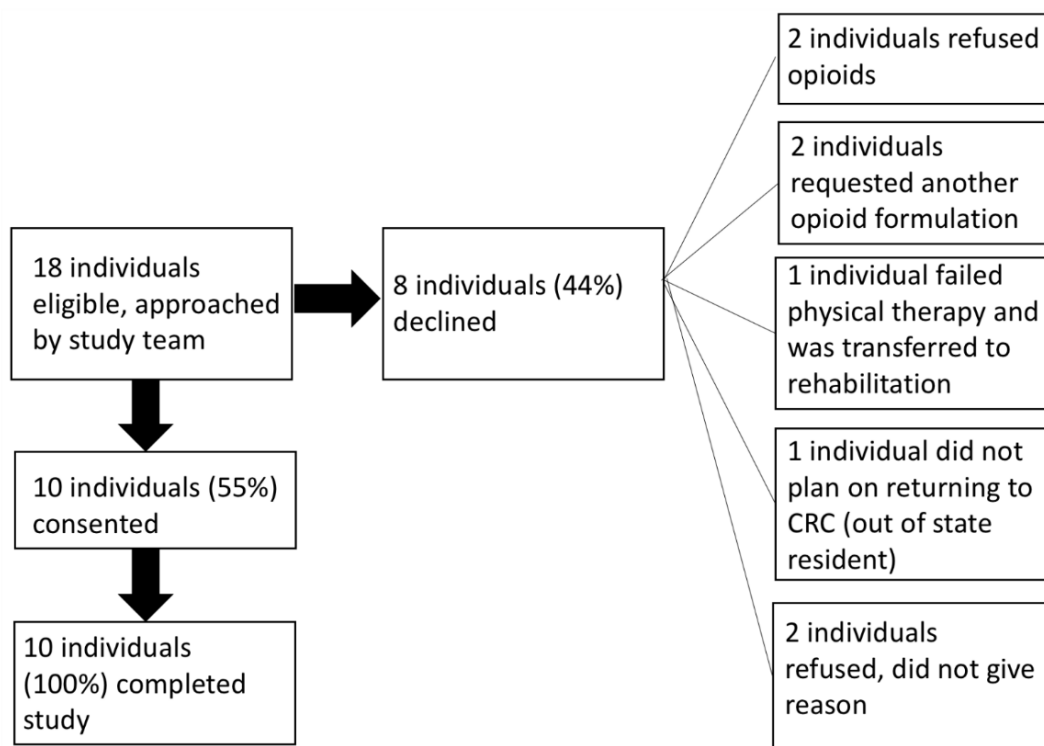 18 individuals
eligible, approached
by study team
8 individuals (44%)
declined
10 individuals (55%)
consented
10 individuals
(100%) completed
study
2 individuals refused
opioids
2 individuals
requested another
opioid formulation
1 individual failed
physical therapy and
was transferred to
rehabilitation
1 individual did not
plan on returning to
CRC (out of state
resident)
2 individuals
refused, did not give
reason